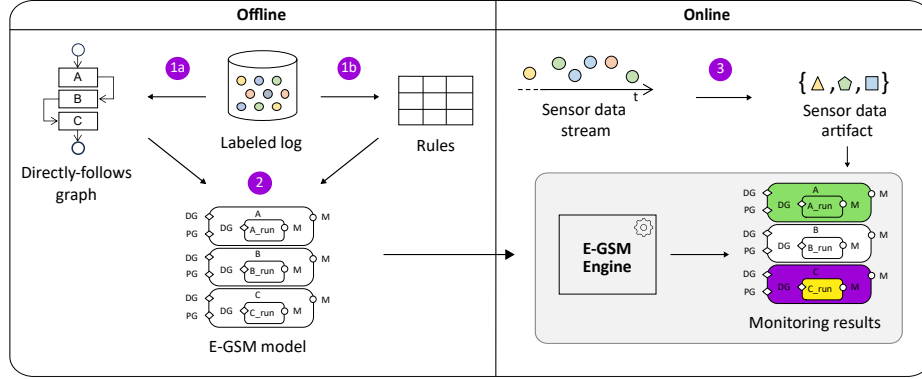 Offline
Online
1a
1b
3
A
B
C
Directly-follows
graph
Labeled log
Rules
t
Sensor data
stream
{ , , }
Sensor data
artifact
2
A
DG
PG
DG
A_run
M
M
B
DG
PG
DG
B_run
M
M
C
DG
PG
DG
C_run
M
M
E-GSM model
E-GSM
Engine
A
DG
PG
DG
A_run
M
M
B
DG
PG
DG
B_run
M
M
C
DG
PG
DG
C_run
M
M
Monitoring results